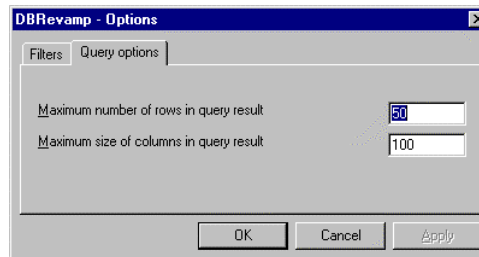 DBRevamp - Options
Filters
Query options
Maximum number of rows in query result 50
Maximum size of columns in query result 100
OK Cancel Apply